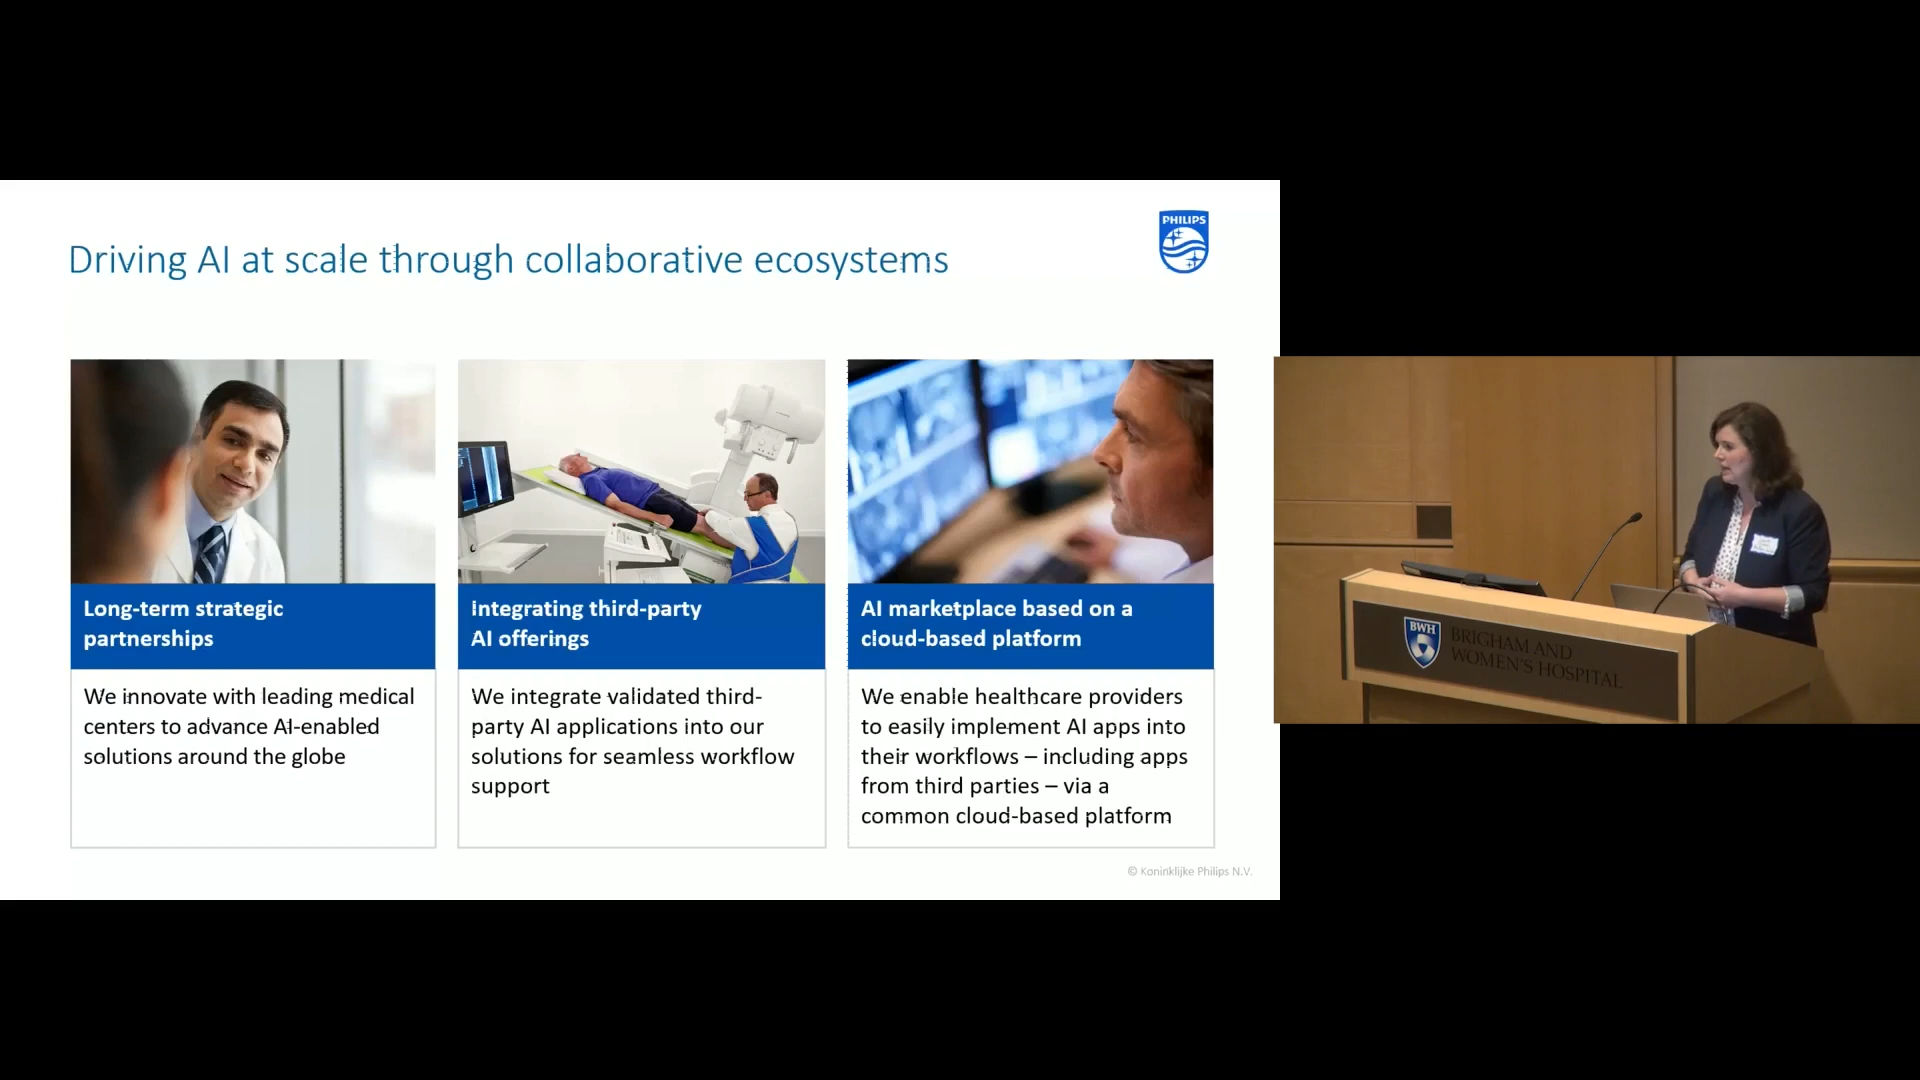 PHILIPS
Driving AI at scale through collaborative ecosystems
Long-term strategic
partnerships
We innovate with leading medical
centers to advance AI-enabled
solutions around the globe
Integrating third-party
AI offerings
We integrate validated third-
party AI applications into our
solutions for seamless workflow
support
AI marketplace based on a
cloud-based platform
We enable healthcare providers
to easily implement AI apps into
their workflows – including apps
from third parties – via a
common cloud-based platform
© Koninklijke Philips N.V.
BWH
BRIGHAM AND
WOMEN'S HOSPITAL